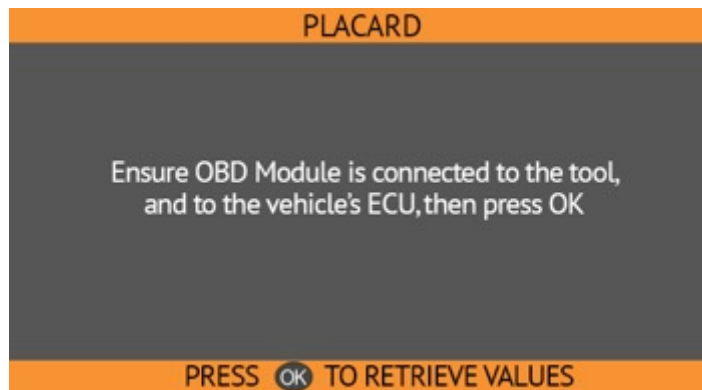 PLACARD
Ensure OBD Module is connected to the tool,
and to the vehicle's ECU, then press OK
PRESS OK TO RETRIEVE VALUES